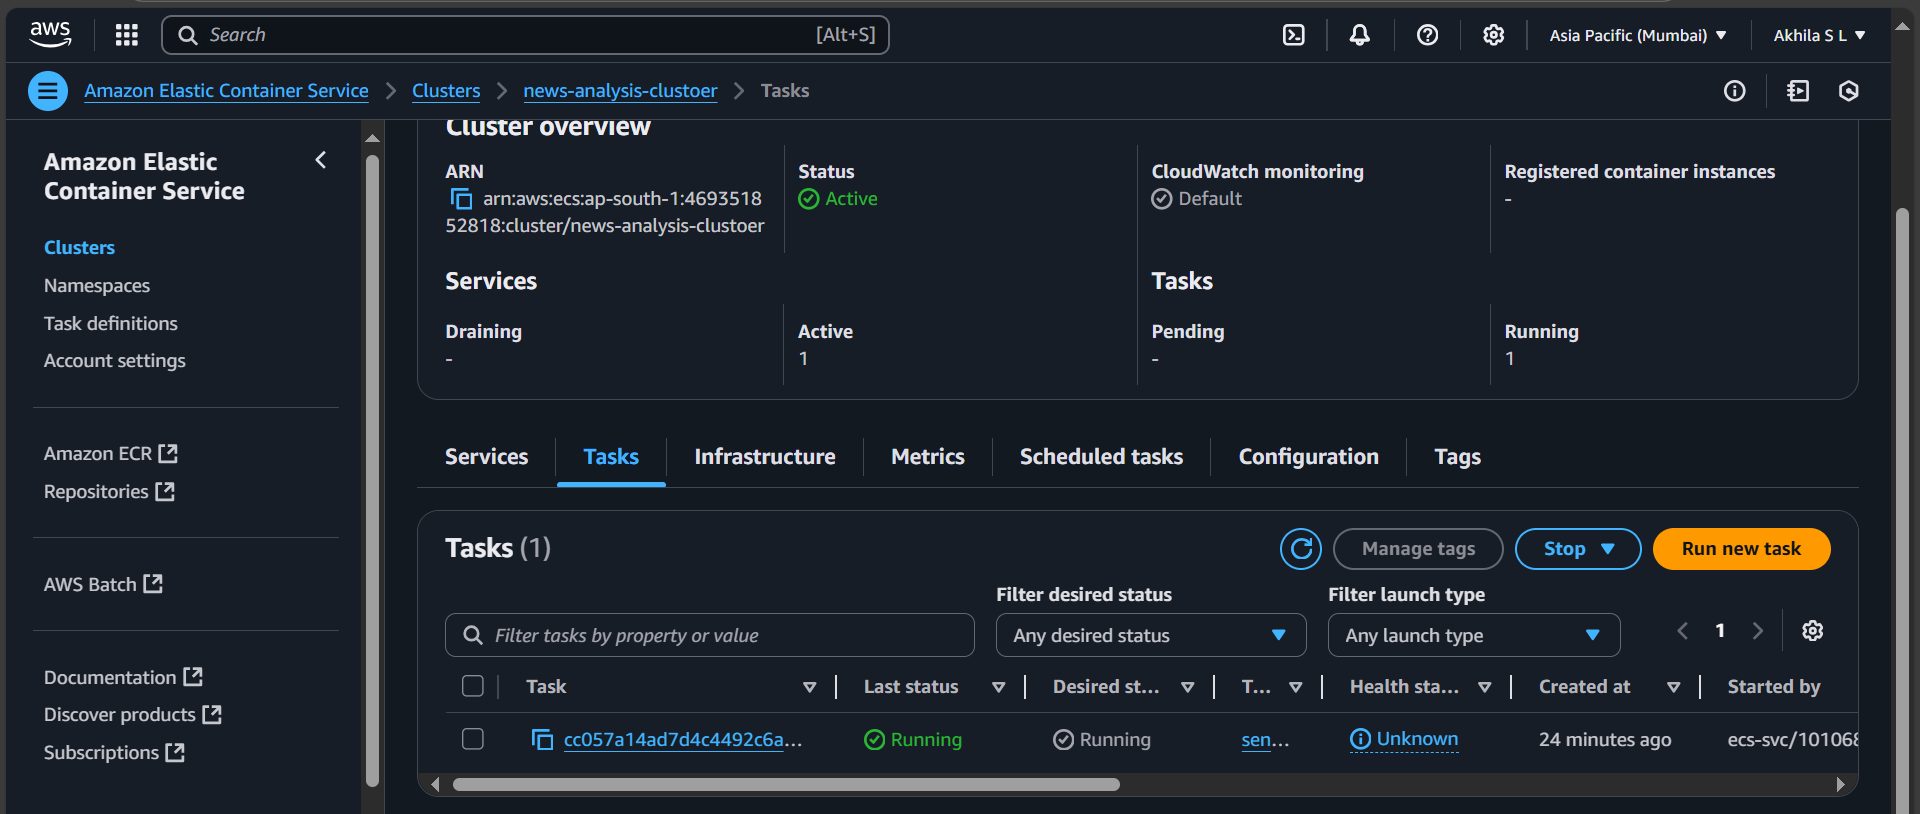 aws
Search [Alt+S]
Asia Pacific (Mumbai)
Akhila S L
Amazon Elastic Container Service
Clusters
news-analysis-clustoer
Tasks
Amazon Elastic
Container Service
Clusters
Namespaces
Task definitions
Account settings
Amazon ECR
Repositories
AWS Batch
Documentation
Discover products
Subscriptions
Cluster overview
ARN
arn:aws:ecs:ap-south-1:4693518
52818:cluster/news-analysis-clustoer
Status
Active
CloudWatch monitoring
Default
Registered container instances
-
Services
Tasks
Draining
-
Active
1
Pending
-
Running
1
Services Tasks Infrastructure Metrics Scheduled tasks Configuration Tags
Tasks (1)
Manage tags
Stop
Run new task
Filter desired status
Filter launch type
Filter tasks by property or value
Any desired status
Any launch type
1
Task Last status Desired st... T... Health sta... Created at Started by
cc057a14ad7d4c4492c6a... Running Running sen... Unknown 24 minutes ago ecs-svc/101068